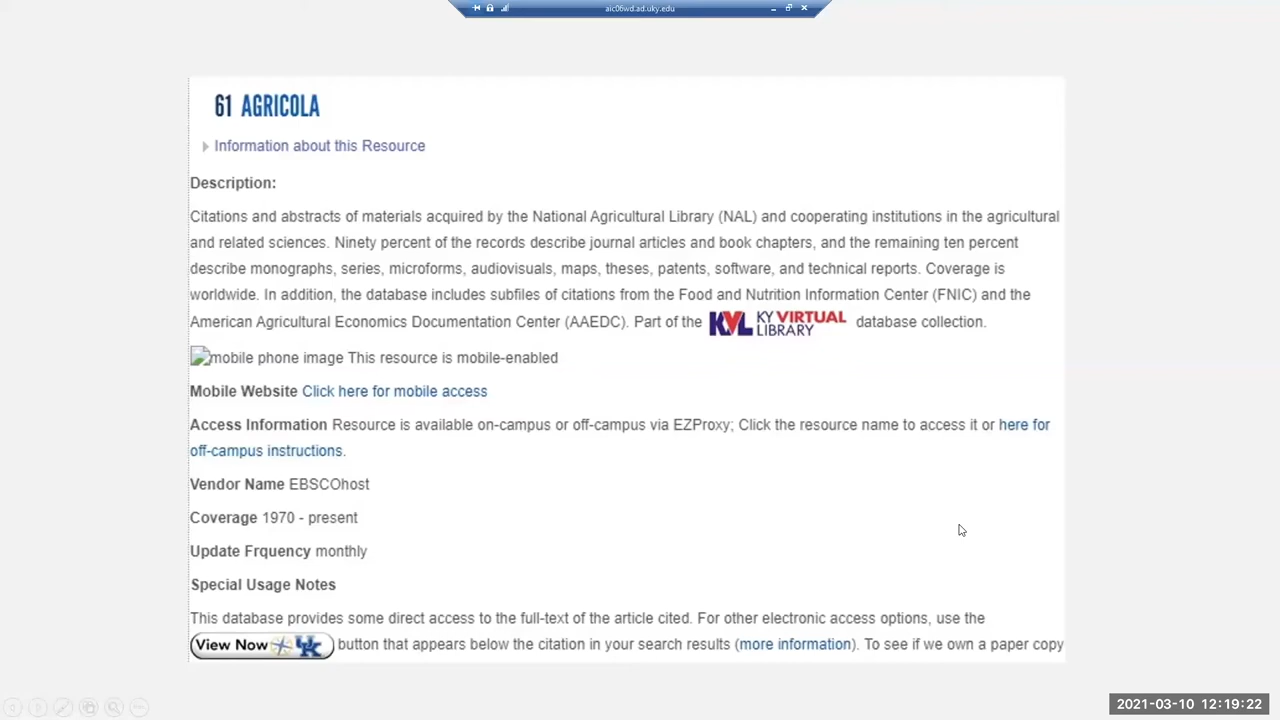 aic06wd.ad.uky.edu
61 AGRICOLA
Information about this Resource
Description:
Citations and abstracts of materials acquired by the National Agricultural Library (NAL) and cooperating institutions in the agricultural
and related sciences. Ninety percent of the records describe journal articles and book chapters, and the remaining ten percent
describe monographs, series, microforms, audiovisuals, maps, theses, patents, software, and technical reports. Coverage is
worldwide. In addition, the database includes subfiles of citations from the Food and Nutrition Information Center (FNIC) and the
American Agricultural Economics Documentation Center (AAEDC). Part of the KVL KY VIRTUAL LIBRARY database collection.
mobile phone image This resource is mobile-enabled
Mobile Website Click here for mobile access
Access Information Resource is available on-campus or off-campus via EZProxy; Click the resource name to access it or here for
off-campus instructions.
Vendor Name EBSCOhost
Coverage 1970 - present
Update Frquency monthly
Special Usage Notes
This database provides some direct access to the full-text of the article cited. For other electronic access options, use the
View Now UK button that appears below the citation in your search results (more information). To see if we own a paper copy
2021-03-10 12:19:22